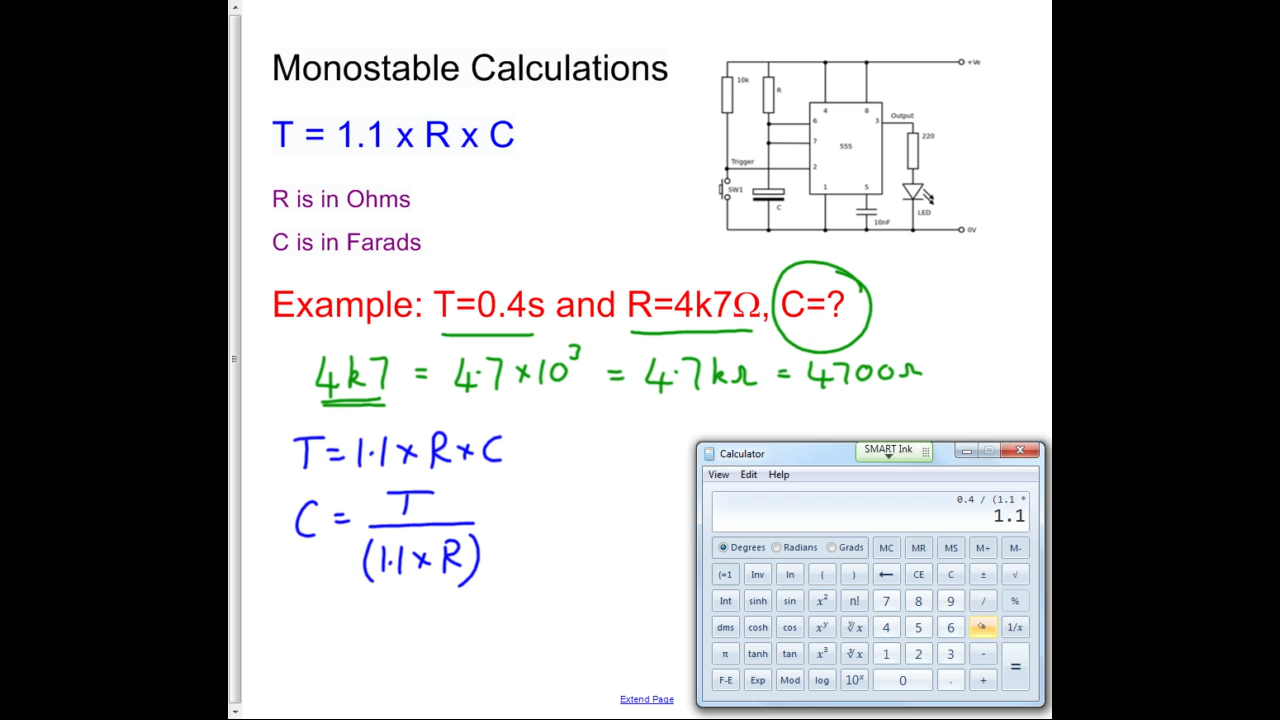 Monostable Calculations
T = 1.1 x R x C
R is in Ohms
C is in Farads
+Ve
10k
R
4
8
6
3
Output
7
555
220
Trigger
2
SW1
1
5
C
10nF
LED
0V
Example: T=0.4s and R=4k7Ω, C=?
4k7 = 4.7×10³ = 4.7kΩ = 4700Ω
T=1.1×R×C
C = T
(1.1×R)
Calculator
SMART Ink
View Edit Help
0.4 / (1.1 *
1.1
Degrees Radians Grads MC MR MS M+ M-
(=1 Inv ln ( ) ← CE C ± √
Int sinh sin x² n! 7 8 9 / %
dms cosh cos xʸ ʸ√x 4 5 6 * 1/x
π tanh tan x³ ³√x 1 2 3 - =
F-E Exp Mod log 10ˣ 0 . +
Extend Page